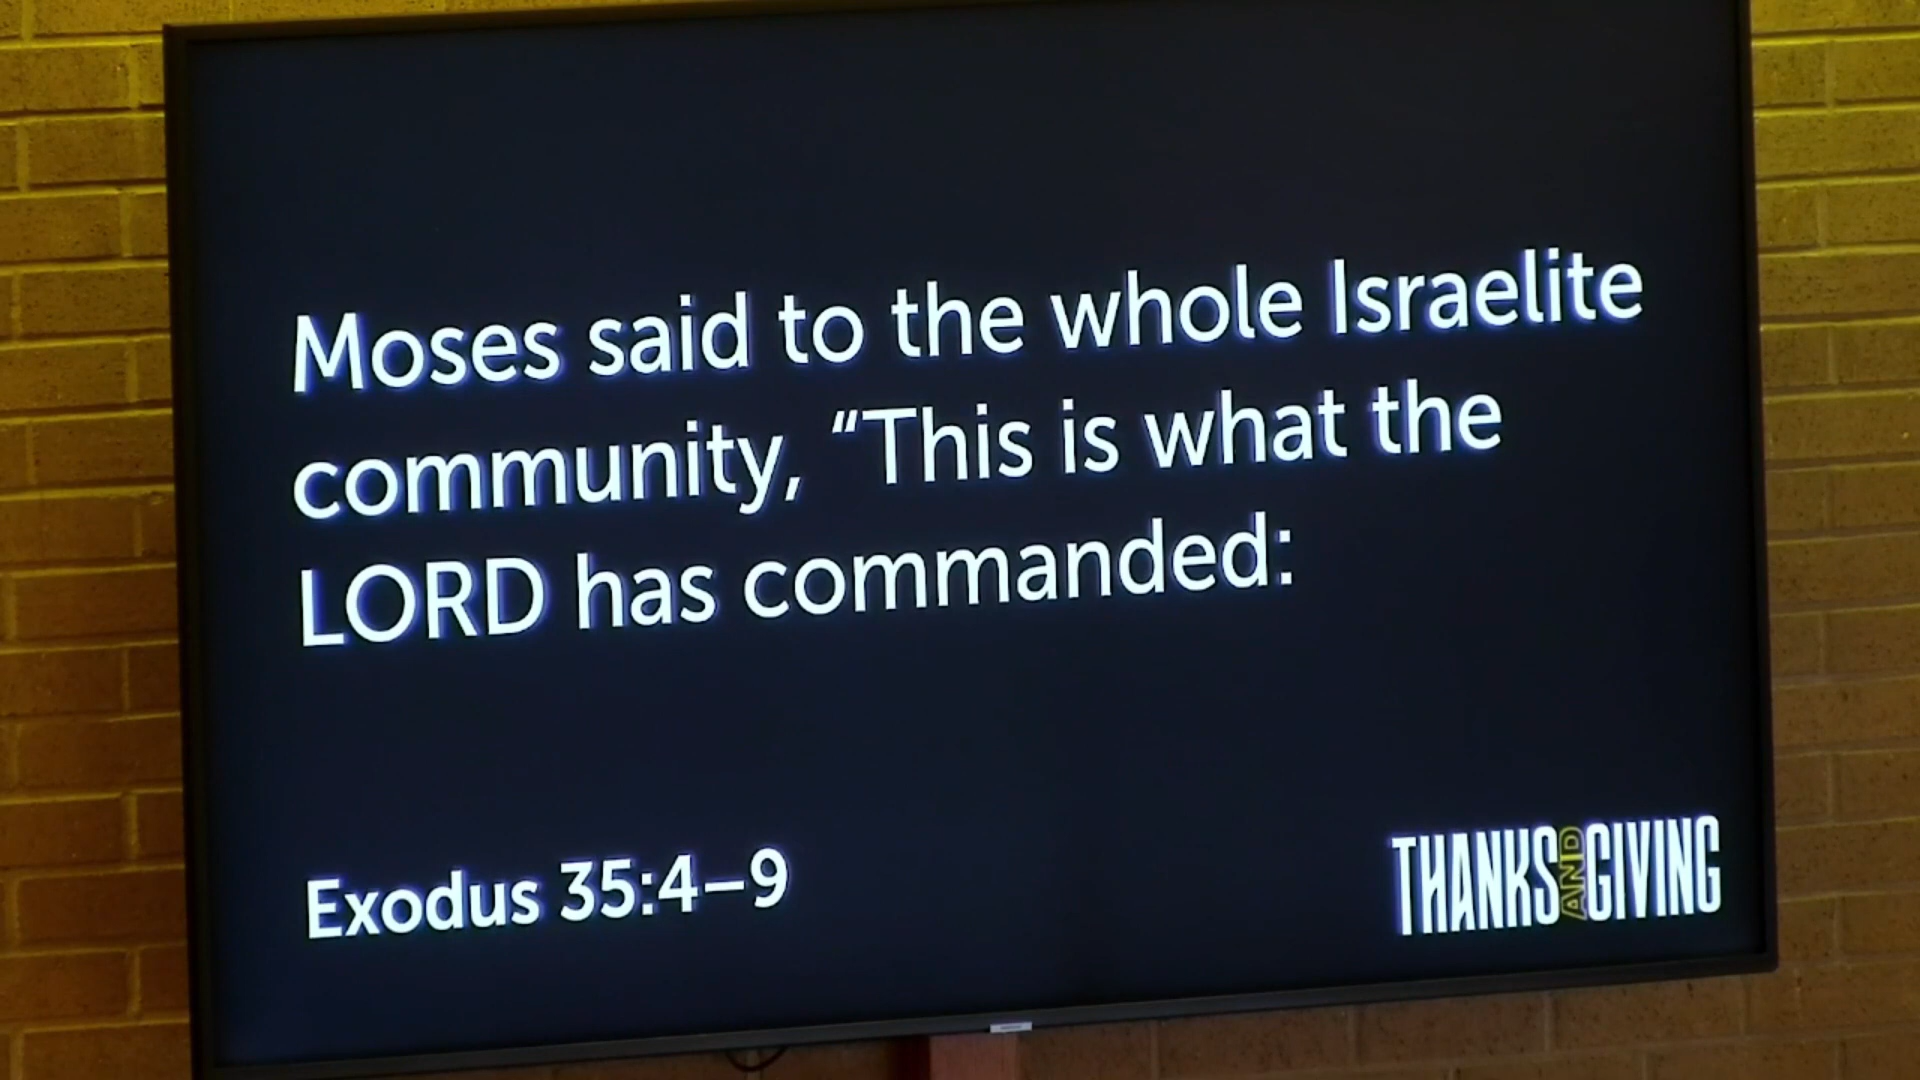 Moses said to the whole Israelite
community, “This is what the
LORD has commanded:
Exodus 35:4–9
THANKS AND GIVING